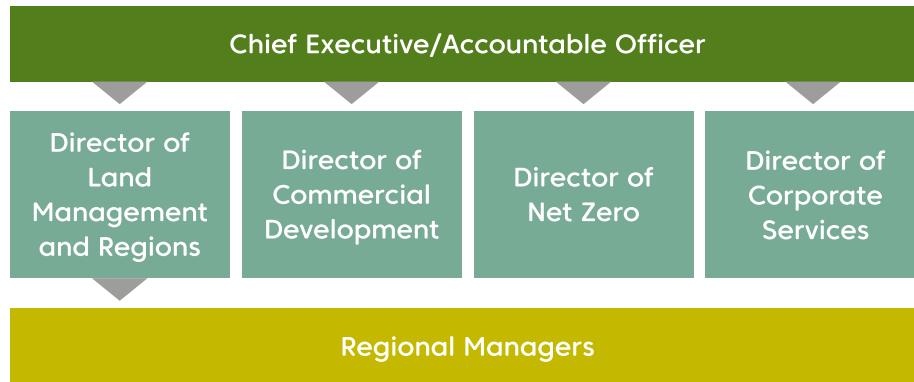 Chief Executive/Accountable Officer
Director of
Land
Management
and Regions
Director of
Commercial
Development
Director of
Net Zero
Director of
Corporate
Services
Regional Managers